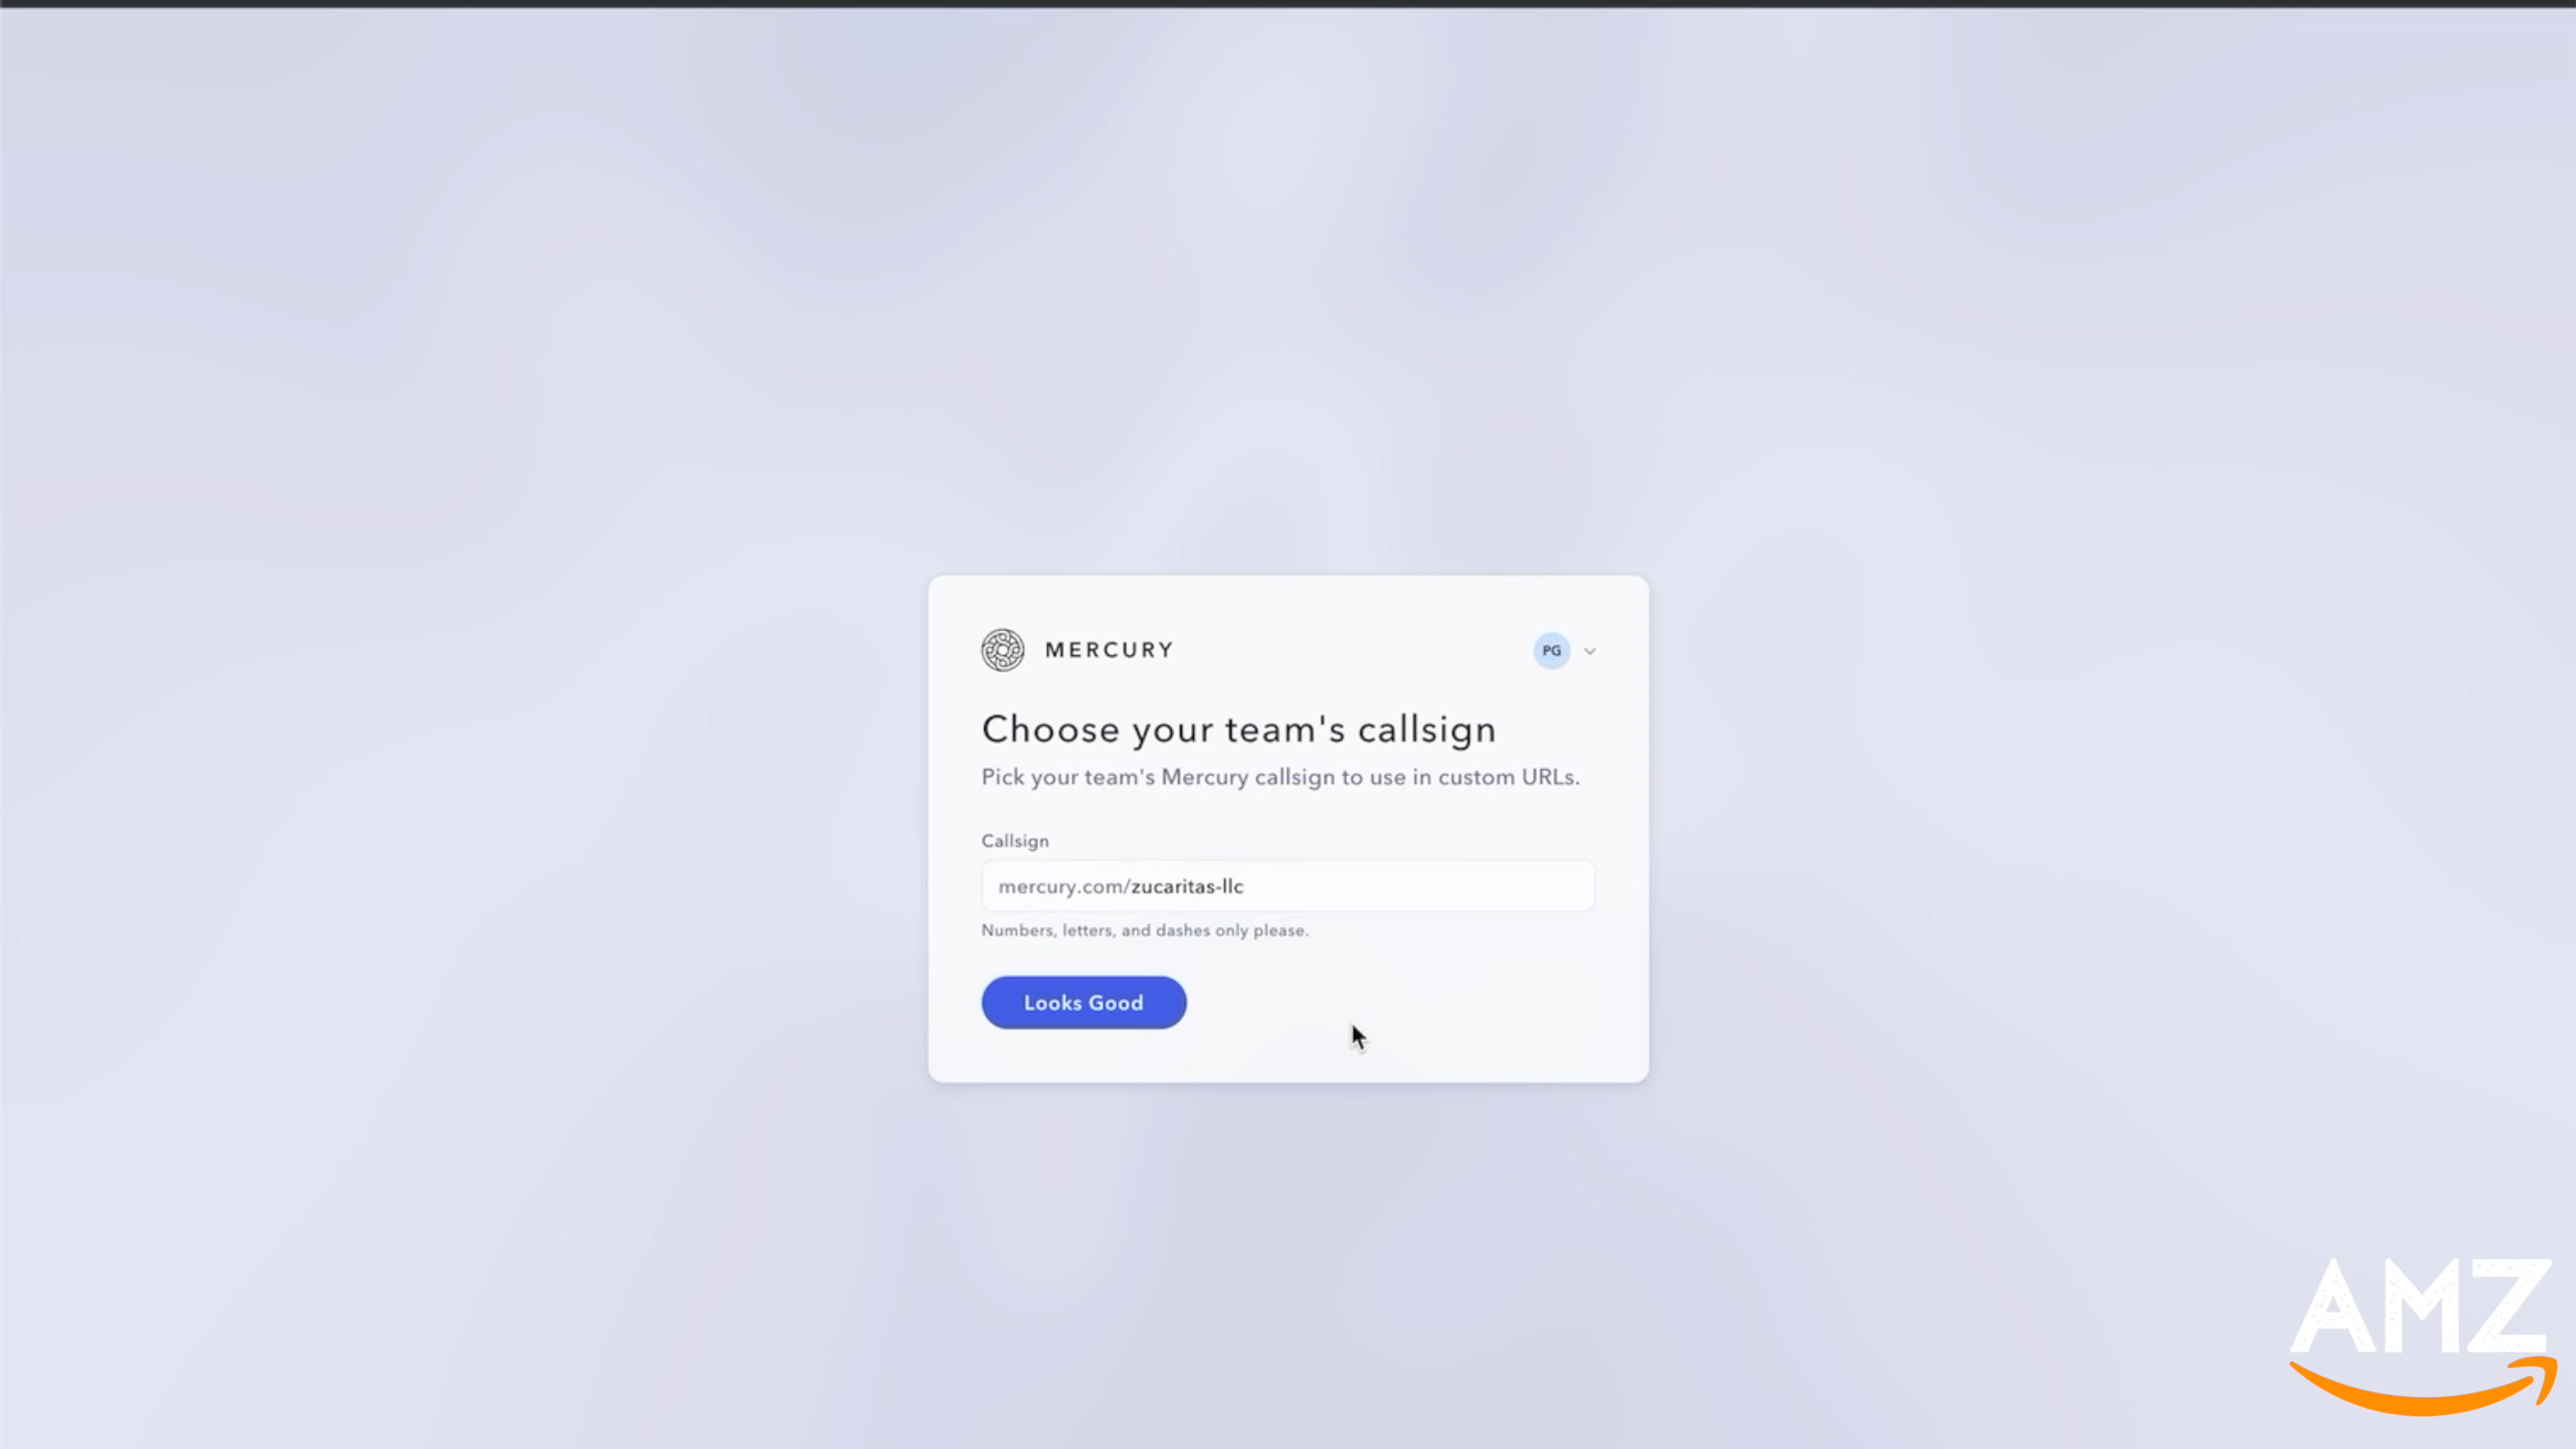 MERCURY
PG
Choose your team's callsign
Pick your team's Mercury callsign to use in custom URLs.
Callsign
mercury.com/zucaritas-llc
Numbers, letters, and dashes only please.
Looks Good
AMZ